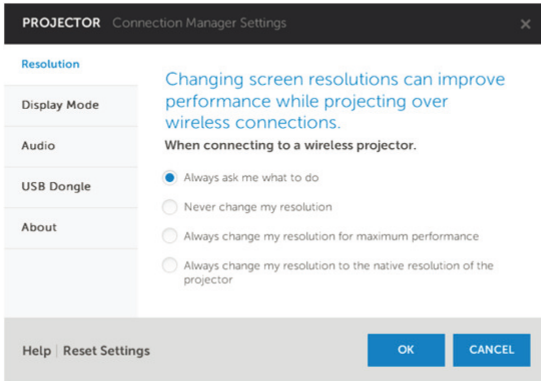 PROJECTOR Connection Manager Settings ×
Resolution
Display Mode
Audio
USB Dongle
About
Changing screen resolutions can improve
performance while projecting over
wireless connections.
When connecting to a wireless projector.
Always ask me what to do
Never change my resolution
Always change my resolution for maximum performance
Always change my resolution to the native resolution of the
projector
Help | Reset Settings
OK
CANCEL